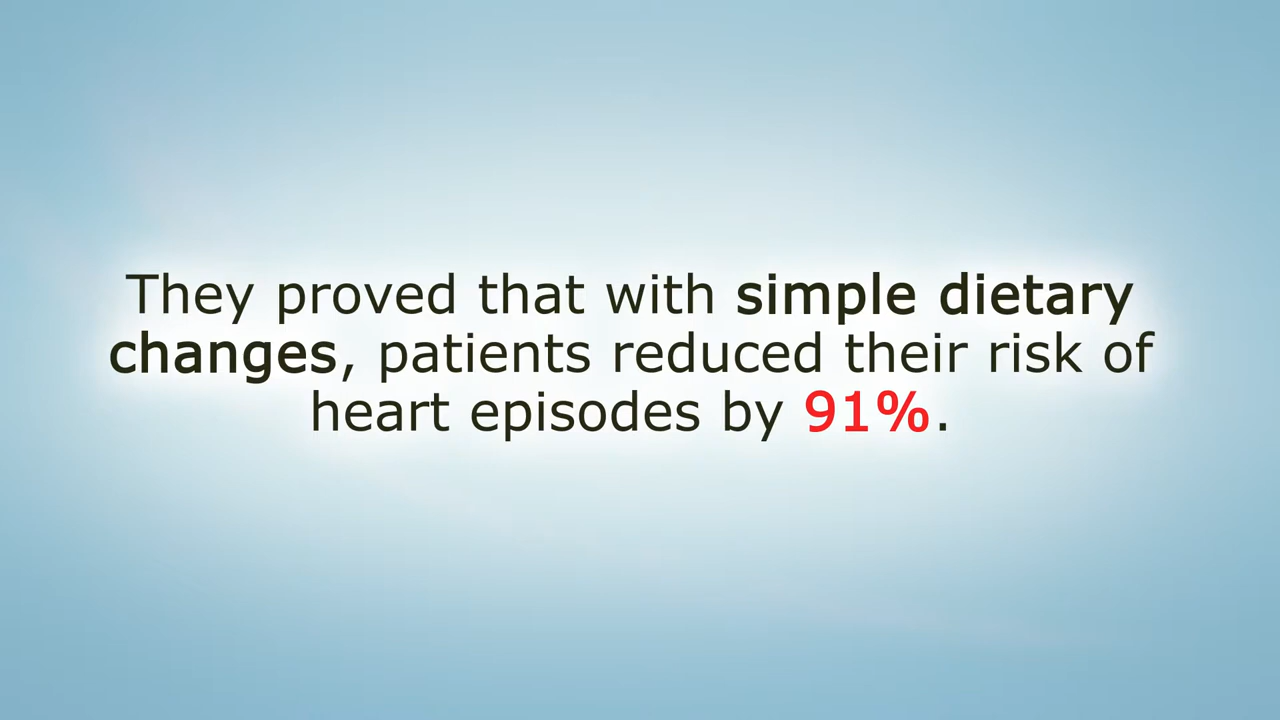 They proved that with simple dietary
changes, patients reduced their risk of
heart episodes by 91%.